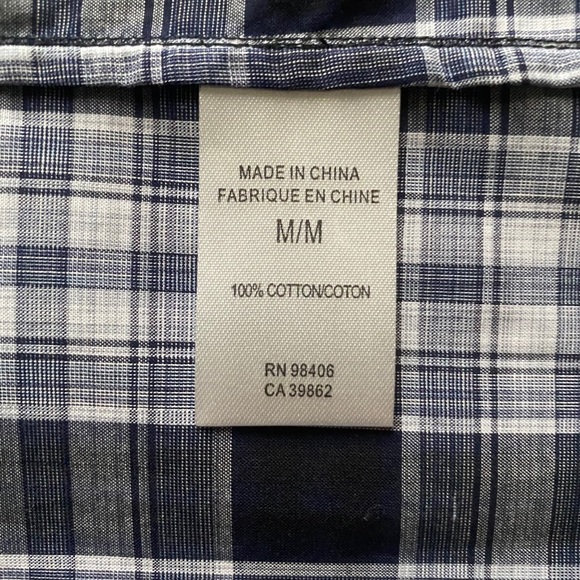 MADE IN CHINA
FABRIQUE EN CHINE
M/M
100% COTTON/COTON
RN 98406
CA 39862